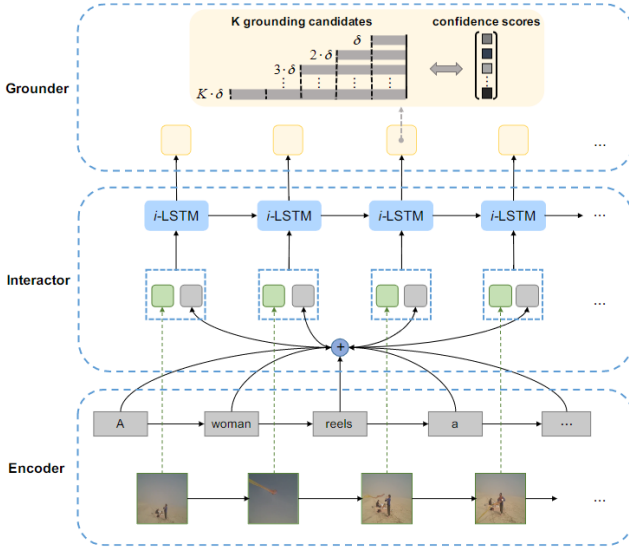 K grounding candidates
confidence scores
δ
2 · δ
3 · δ
K · δ
Grounder
...
i-LSTM
i-LSTM
i-LSTM
i-LSTM
...
Interactor
...
+
A
woman
reels
a
...
Encoder
...